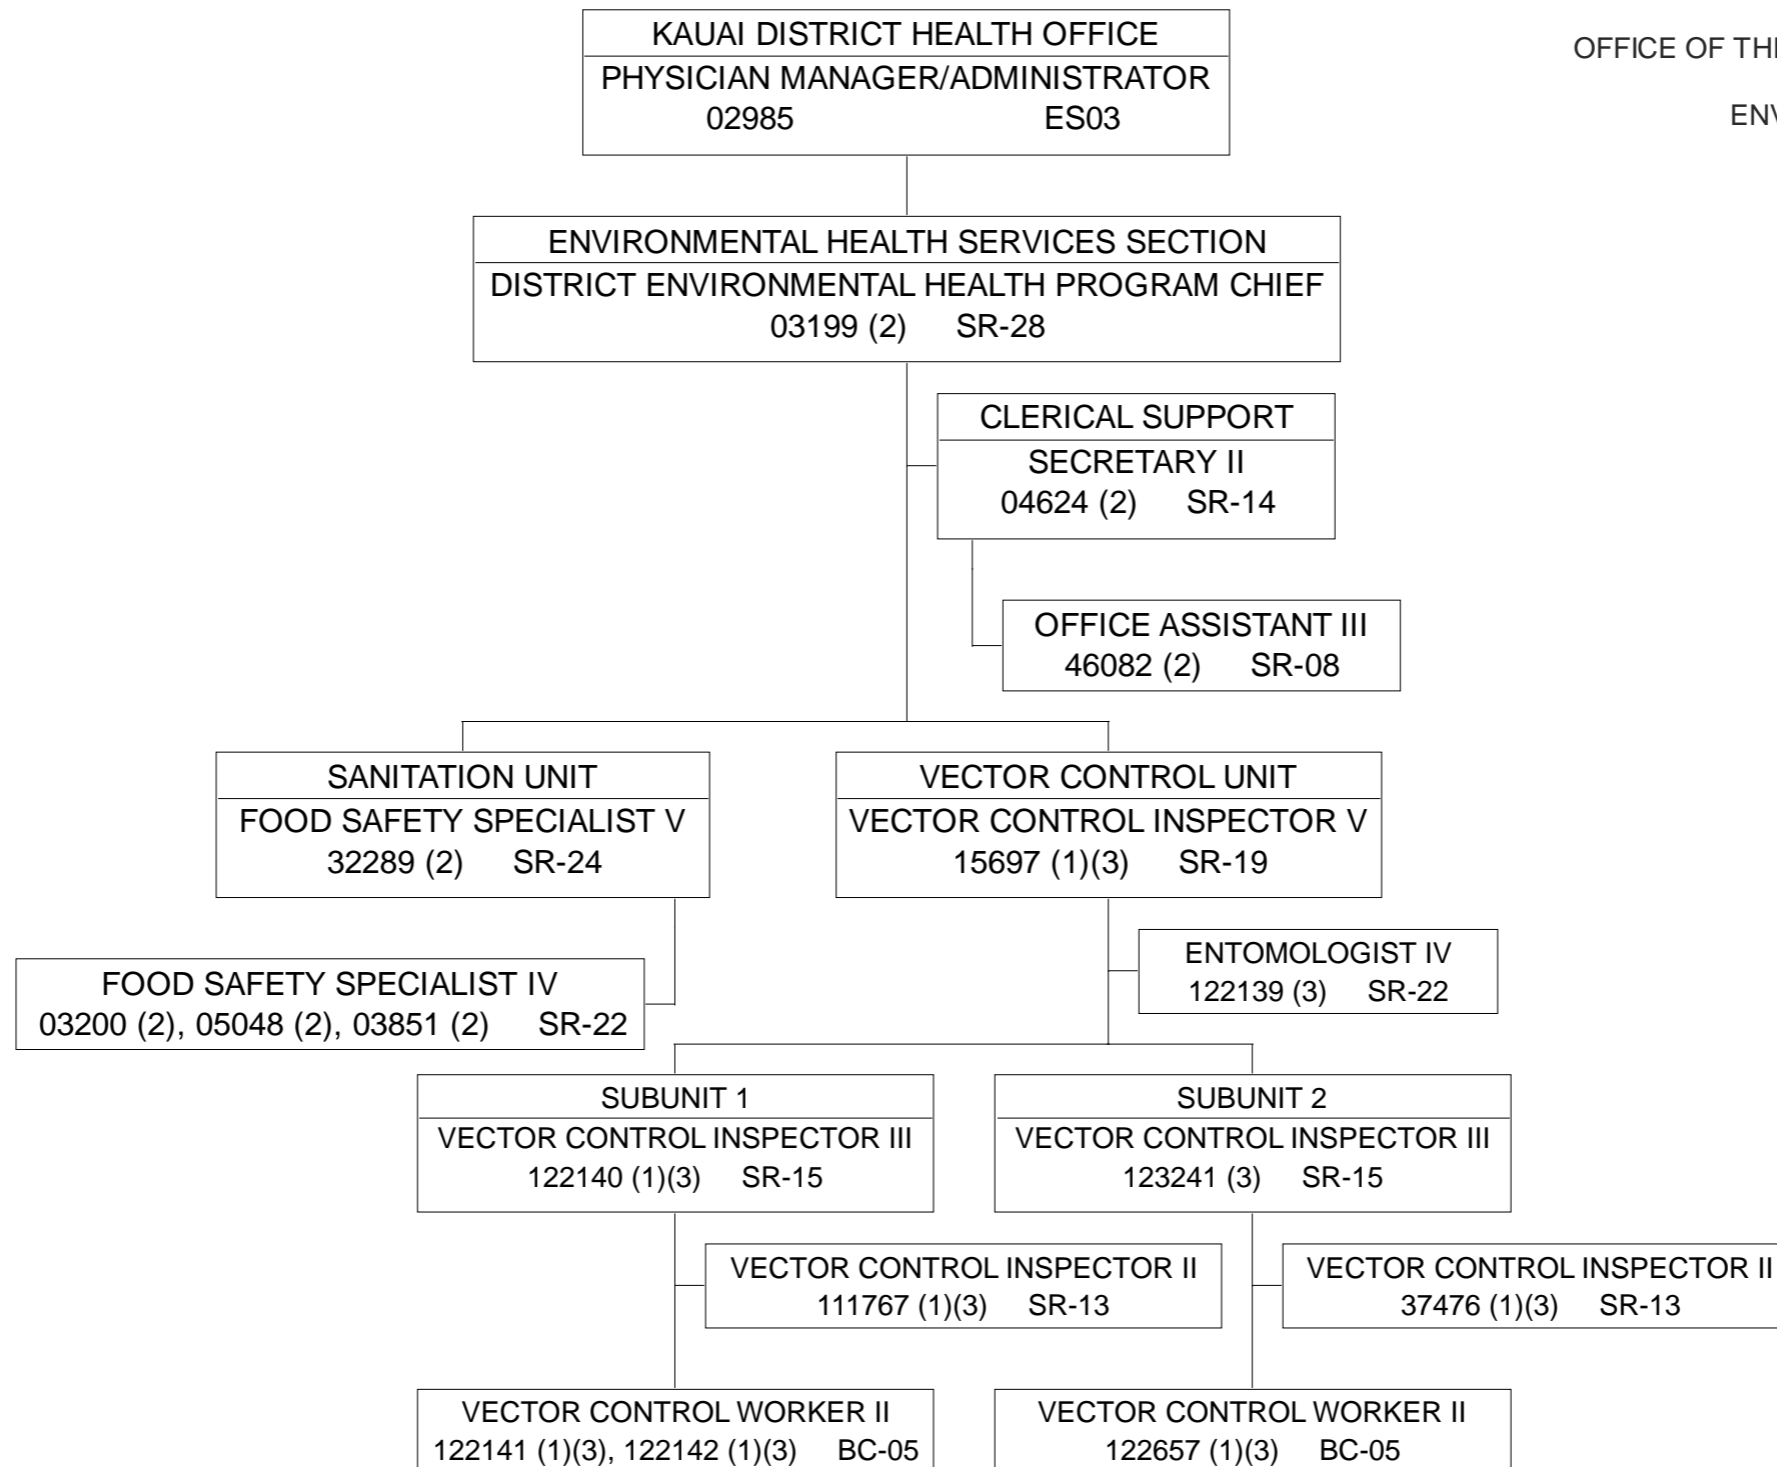 KAUAI DISTRICT HEALTH OFFICE
PHYSICIAN MANAGER/ADMINISTRATOR
02985 ES03
OFFICE OF
ENVIRONMENTAL HEALTH SERVICES SECTION
DISTRICT ENVIRONMENTAL HEALTH PROGRAM CHIEF
03199 (2) SR-28
CLERICAL SUPPORT
SECRETARY II
04624 (2) SR-14
OFFICE ASSISTANT III
46082 (2) SR-08
SANITATION UNIT
FOOD SAFETY SPECIALIST V
32289 (2) SR-24
VECTOR CONTROL UNIT
VECTOR CONTROL INSPECTOR V
15697 (1)(3) SR-19
FOOD SAFETY SPECIALIST IV
03200 (2), 05048 (2), 03851 (2) SR-22
ENTOMOLOGIST IV
122139 (3) SR-22
SUBUNIT 1
VECTOR CONTROL INSPECTOR III
122140 (1)(3) SR-15
SUBUNIT 2
VECTOR CONTROL INSPECTOR III
123241 (3) SR-15
VECTOR CONTROL INSPECTOR II
111767 (1)(3) SR-13
VECTOR CONTROL INSPECTOR II
37476 (1)(3) SR-13
VECTOR CONTROL WORKER II
122141 (1)(3), 122142 (1)(3) BC-05
VECTOR CONTROL WORKER II
122657 (1)(3) BC-05